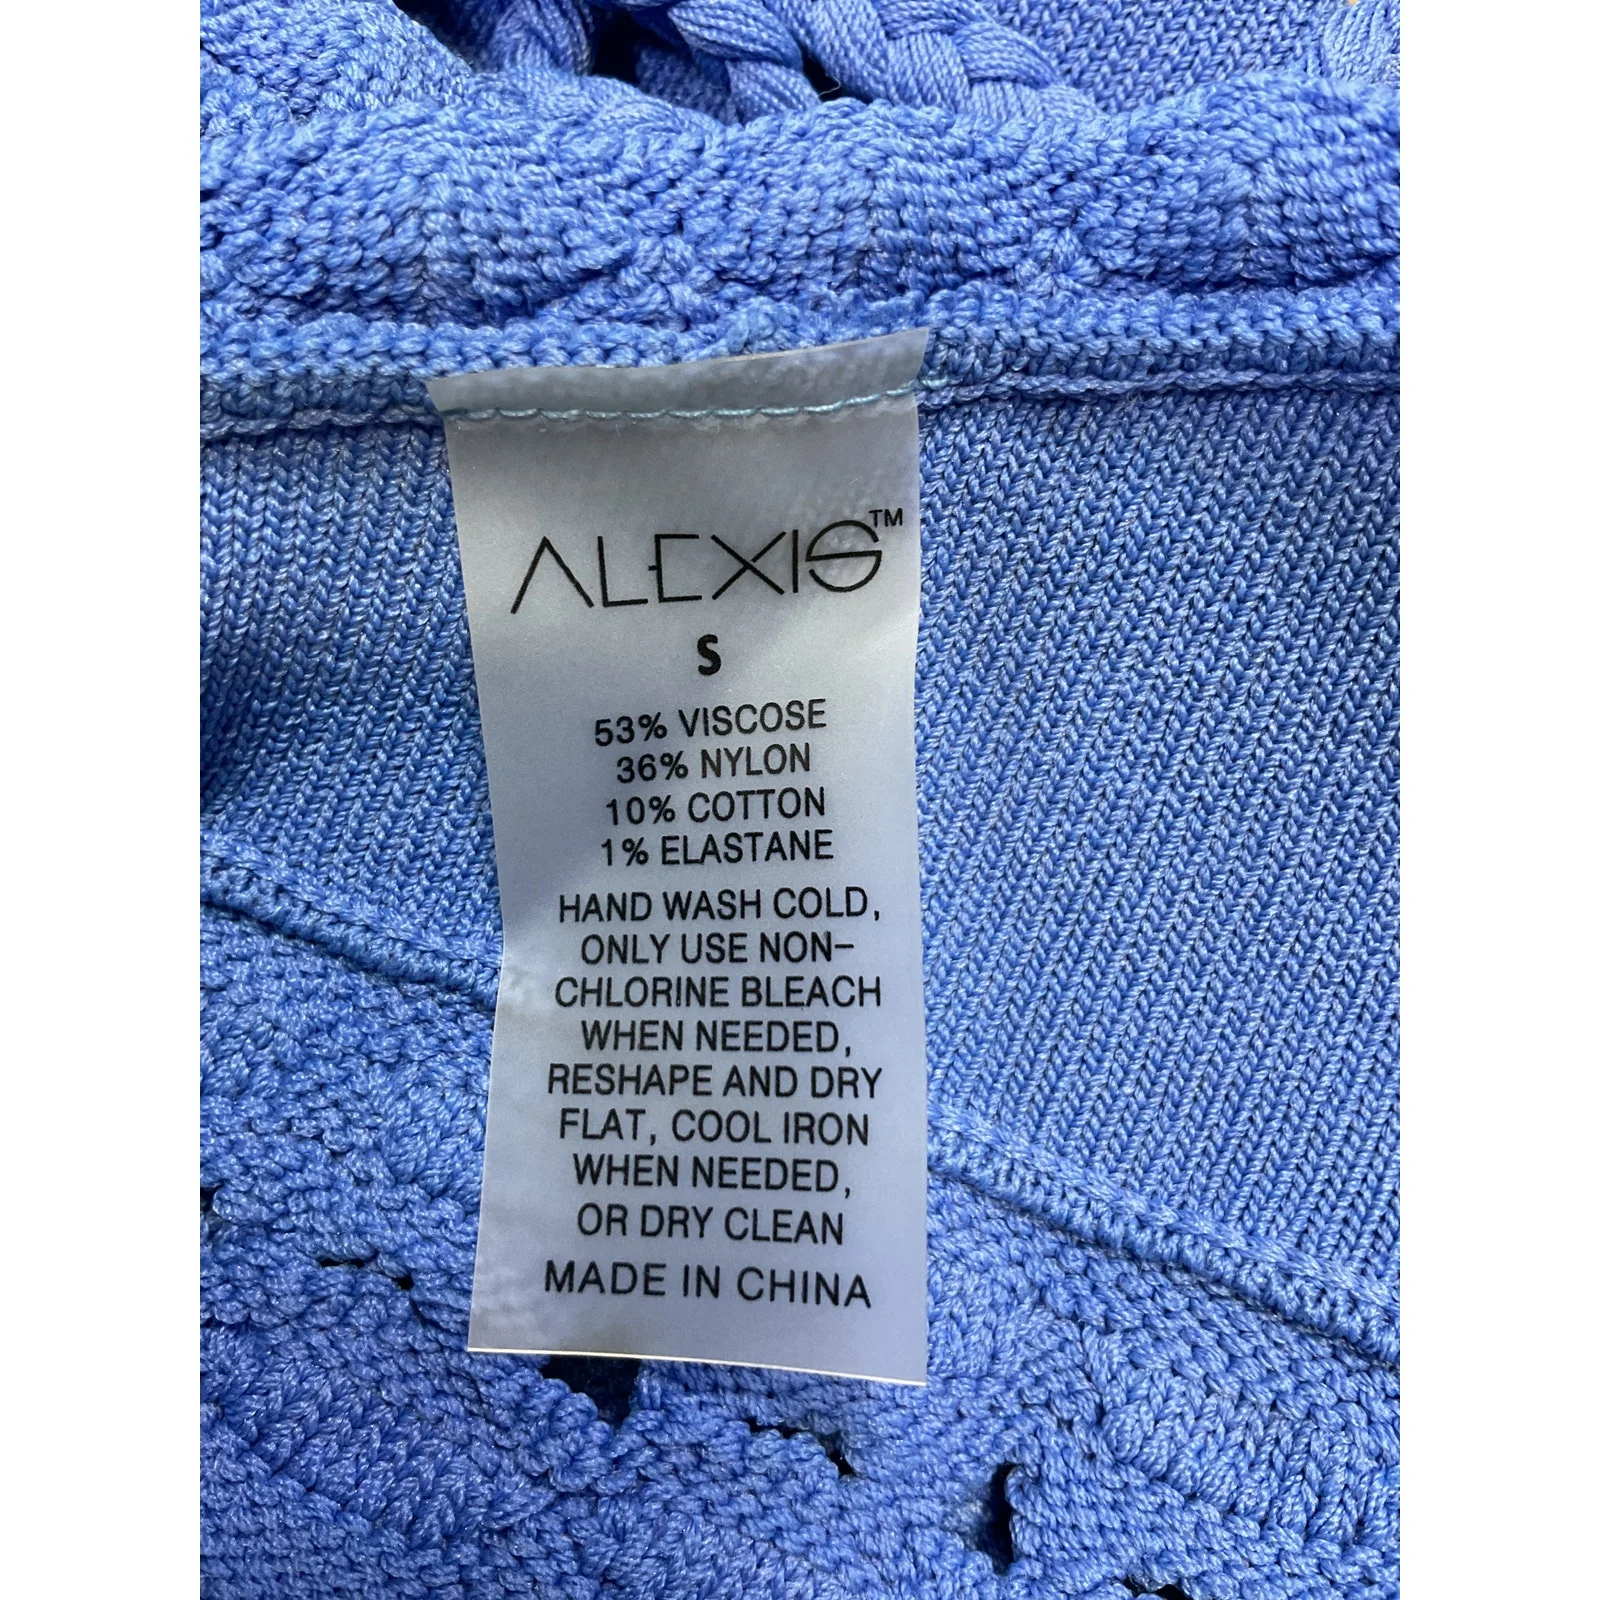 ALEXIS™
S
53% VISCOSE
36% NYLON
10% COTTON
1% ELASTANE
HAND WASH COLD,
ONLY USE NON-
CHLORINE BLEACH
WHEN NEEDED,
RESHAPE AND DRY
FLAT, COOL IRON
WHEN NEEDED,
OR DRY CLEAN
MADE IN CHINA